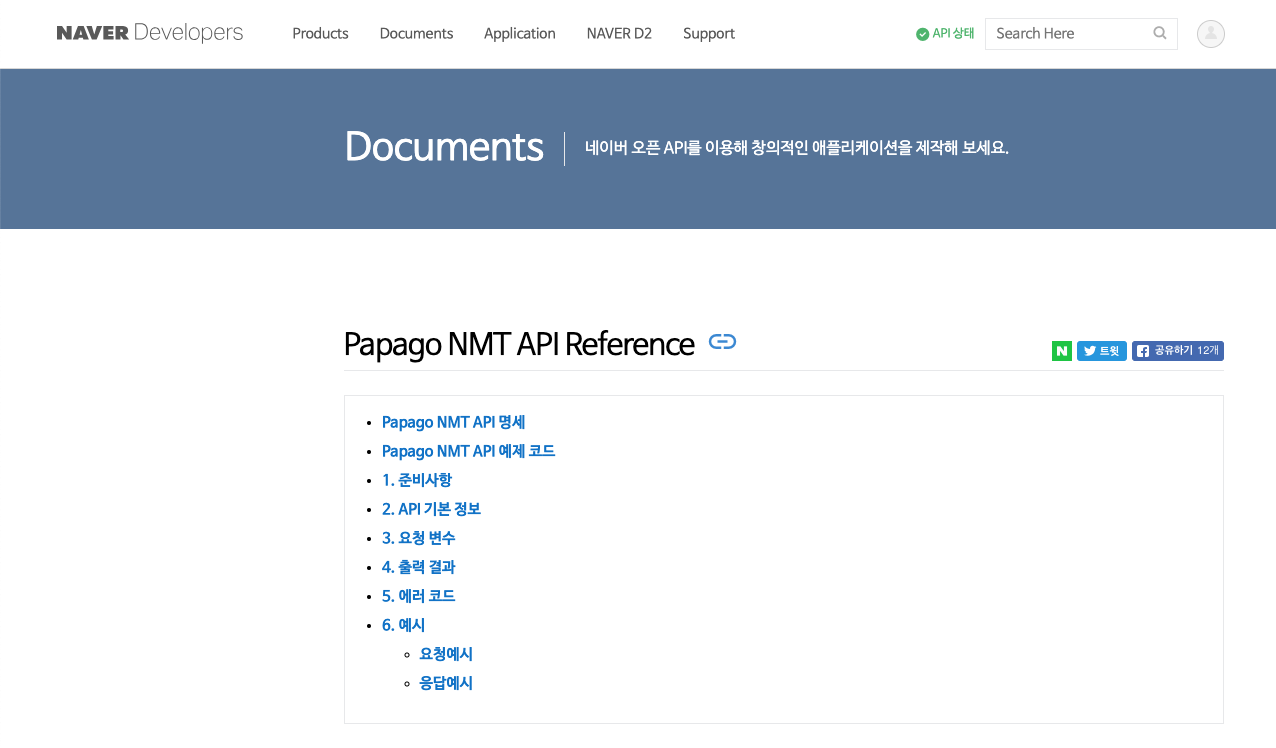 NAVER Developers
Products
Documents
Application
NAVER D2
Support
API 상태
Search Here
Documents
네이버 오픈 API를 이용해 창의적인 애플리케이션을 제작해 보세요.
Papago NMT API Reference
N
트윗
공유하기 12개
Papago NMT API 명세
Papago NMT API 예제 코드
1. 준비사항
2. API 기본 정보
3. 요청 변수
4. 출력 결과
5. 에러 코드
6. 예시
요청예시
응답예시